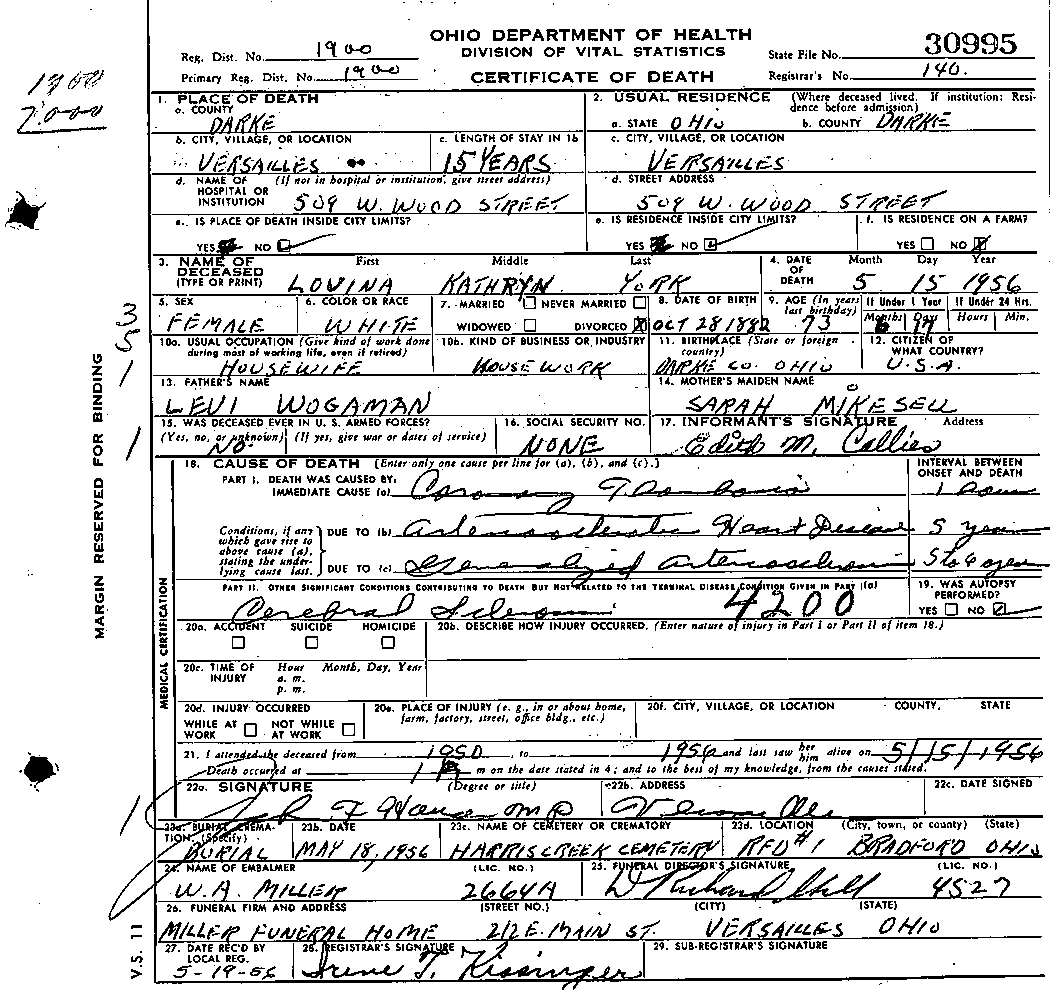 OHIO DEPARTMENT OF HEALTH
DIVISION OF VITAL STATISTICS
CERTIFICATE OF DEATH
Reg. Dist. No. 1900
Primary Reg. Dist. No. 1900
State File No. 30995
Registrar's No. 140.
1900
7000
1. PLACE OF DEATH
a. COUNTY
DARKE
2. USUAL RESIDENCE (Where deceased lived. If institution: Residence before admission)
a. STATE OHIO b. COUNTY DARKE
b. CITY, VILLAGE, OR LOCATION
VERSAILLES
c. LENGTH OF STAY IN 1b
15 YEARS
c. CITY, VILLAGE, OR LOCATION
VERSAILLES
d. NAME OF HOSPITAL OR INSTITUTION (If not in hospital or institution, give street address)
509 W. WOOD STREET
d. STREET ADDRESS
509 W. WOOD STREET
e. IS PLACE OF DEATH INSIDE CITY LIMITS?
YES NO
e. IS RESIDENCE INSIDE CITY LIMITS?
YES NO
f. IS RESIDENCE ON A FARM?
YES NO X
3. NAME OF DECEASED (TYPE OR PRINT)
First Middle Last
LOVINA KATHRYN YORK
4. DATE OF DEATH
Month Day Year
5 15 1956
5. SEX
FEMALE
6. COLOR OR RACE
WHITE
7. MARRIED NEVER MARRIED
WIDOWED DIVORCED X
8. DATE OF BIRTH
OCT 28 1882
9. AGE (In years last birthday)
73
If Under 1 Year If Under 24 Hrs.
Months Days Hours Min.
6 17
10a. USUAL OCCUPATION (Give kind of work done during most of working life, even if retired)
HOUSEWIFE
10b. KIND OF BUSINESS OR INDUSTRY
HOUSEWORK
11. BIRTHPLACE (State or foreign country)
DARKE CO. OHIO
12. CITIZEN OF WHAT COUNTRY?
U.S.A.
13. FATHER'S NAME
LEVI WOGAMAN
14. MOTHER'S MAIDEN NAME
SARAH MIKESELL
15. WAS DECEASED EVER IN U. S. ARMED FORCES?
(Yes, no, or unknown) (If yes, give war or dates of service)
NO
16. SOCIAL SECURITY NO.
NONE
17. INFORMANT'S SIGNATURE Address
Edith M. Collies
18. CAUSE OF DEATH [Enter only one cause per line for (a), (b), and (c).]
INTERVAL BETWEEN ONSET AND DEATH
PART I. DEATH WAS CAUSED BY:
IMMEDIATE CAUSE (a) Coronary Thrombosis 1 hour
Conditions, if any which gave rise to above cause (a), stating the underlying cause last.
DUE TO (b) Arteriosclerotic Heart Disease 5 years
DUE TO (c) Generalized Arteriosclerosis 5 to 6 years
PART II. OTHER SIGNIFICANT CONDITIONS CONTRIBUTING TO DEATH BUT NOT RELATED TO THE TERMINAL DISEASE CONDITION GIVEN IN PART I(a)
Cerebral Sclerosis 4200
19. WAS AUTOPSY PERFORMED?
YES NO
20a. ACCIDENT SUICIDE HOMICIDE
20b. DESCRIBE HOW INJURY OCCURRED. (Enter nature of injury in Part I or Part II of item 18.)
20c. TIME OF INJURY Hour Month, Day, Year
a. m.
p. m.
20d. INJURY OCCURRED
WHILE AT WORK NOT WHILE AT WORK
20e. PLACE OF INJURY (e. g., in or about home, farm, factory, street, office bldg., etc.)
20f. CITY, VILLAGE, OR LOCATION COUNTY, STATE
21. I attended the deceased from 1950, to 1956 and last saw her him alive on 5/15/1956
Death occurred at m on the date stated in 4; and to the best of my knowledge, from the causes stated.
22a. SIGNATURE (Degree or title)
MD
22b. ADDRESS
Versailles
22c. DATE SIGNED
23a. BURIAL, CREMATION, (Specify)
BURIAL
23b. DATE
MAY 18, 1956
23c. NAME OF CEMETERY OR CREMATORY
HARRIS CREEK CEMETERY
23d. LOCATION (City, town, or county) (State)
RFD #1 BRADFORD OHIO
24. NAME OF EMBALMER (LIC. NO.)
W. A. MILLER 2664A
25. FUNERAL DIRECTOR'S SIGNATURE (LIC. NO.)
D Richard 4527
26. FUNERAL FIRM AND ADDRESS (STREET NO.) (CITY) (STATE)
MILLER FUNERAL HOME 212 E. MAIN ST. VERSAILLES OHIO
27. DATE REC'D BY LOCAL REG.
5-19-56
28. REGISTRAR'S SIGNATURE
Irene T. Kissinger
29. SUB-REGISTRAR'S SIGNATURE
MARGIN RESERVED FOR BINDING
MEDICAL CERTIFICATION
V.S. 11